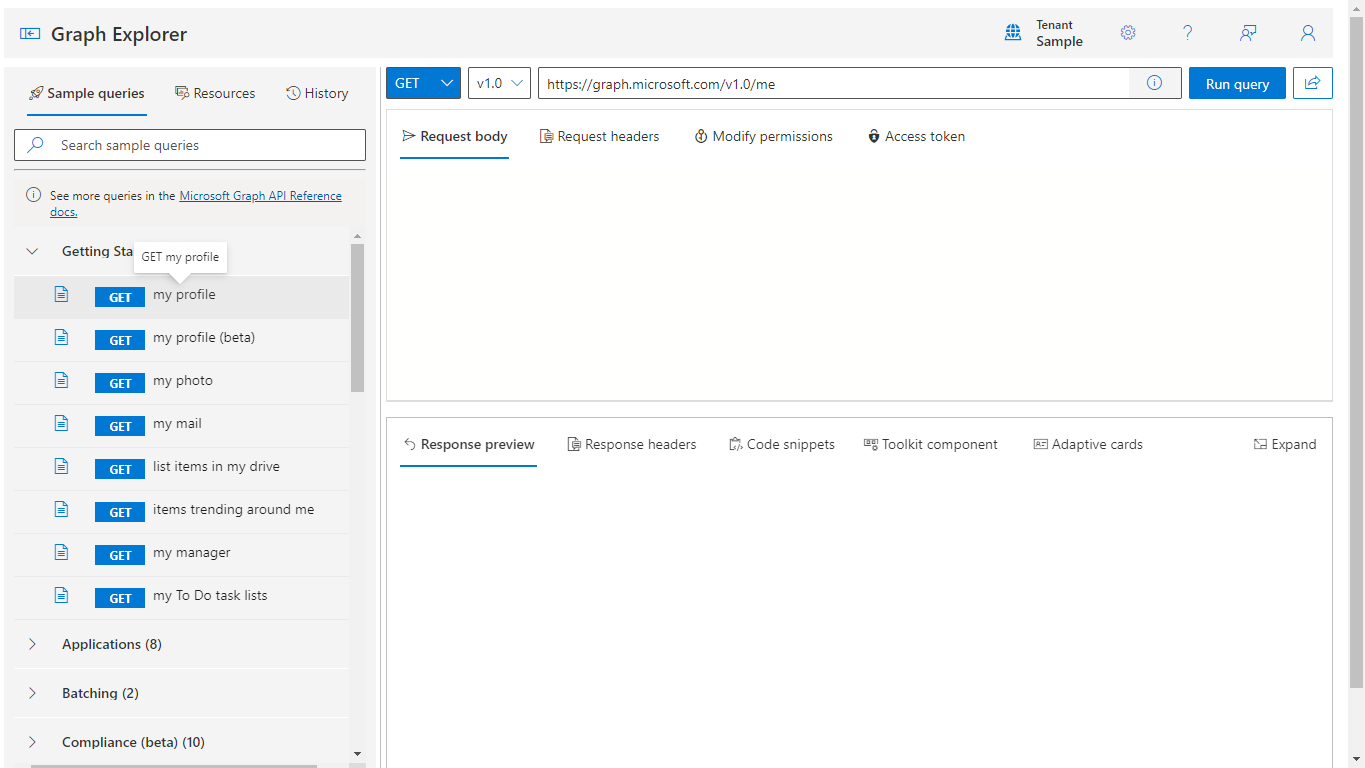 Graph Explorer
Tenant
Sample
Sample queries
Resources
History
Search sample queries
See more queries in the Microsoft Graph API Reference
docs.
Getting Sta
GET my profile
GET my profile
GET my profile (beta)
GET my photo
GET my mail
GET list items in my drive
GET items trending around me
GET my manager
GET my To Do task lists
Applications (8)
Batching (2)
Compliance (beta) (10)
GET
v1.0
https://graph.microsoft.com/v1.0/me
Run query
Request body
Request headers
Modify permissions
Access token
Response preview
Response headers
Code snippets
Toolkit component
Adaptive cards
Expand